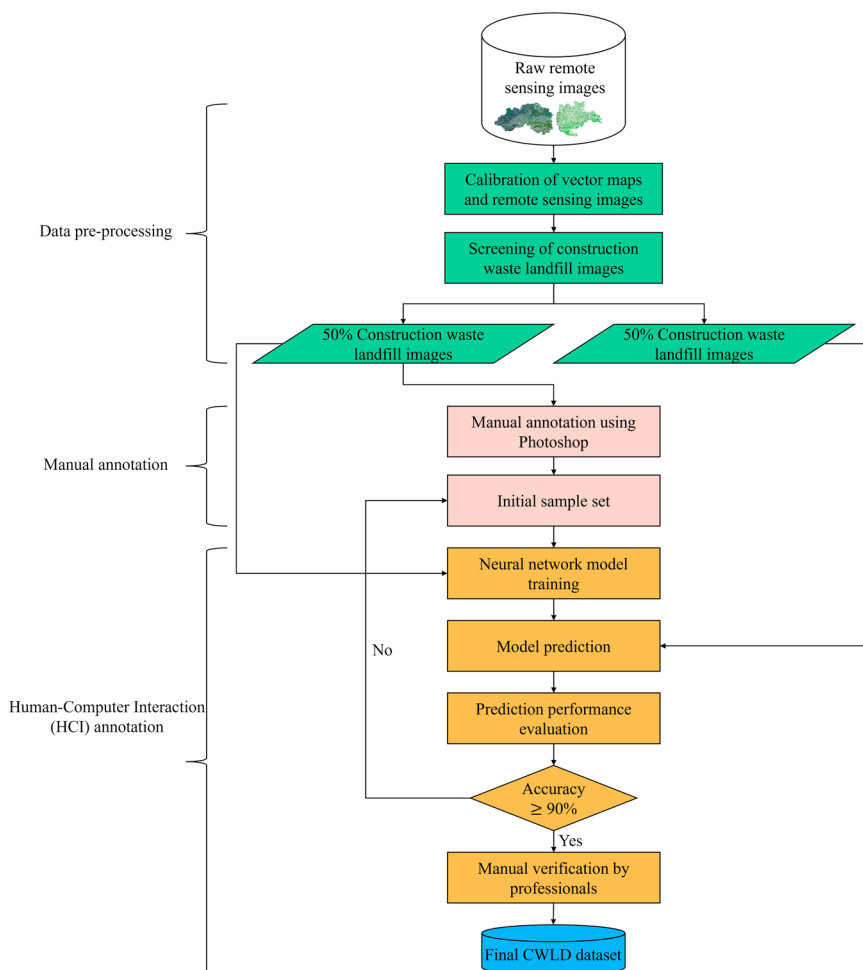 Raw remote
sensing images
Calibration of vector maps
and remote sensing images
Data pre-processing
Screening of construction
waste landfill images
50% Construction waste
landfill images
50% Construction waste
landfill images
Manual annotation using
Photoshop
Manual annotation
Initial sample set
Neural network model
training
Model prediction
No
Human-Computer Interaction
(HCI) annotation
Prediction performance
evaluation
Accuracy
≥ 90%
Yes
Manual verification by
professionals
Final CWLD dataset